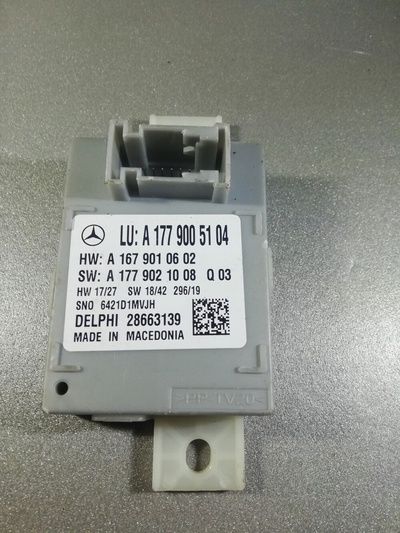 LU: A 177 900 51 04
HW: A 167 901 06 02
SW: A 177 902 10 08 Q 03
HW 17/27 SW 18/42 296/19
SNO 6421D1MVJH
DELPHI 28663139
MADE IN MACEDONIA